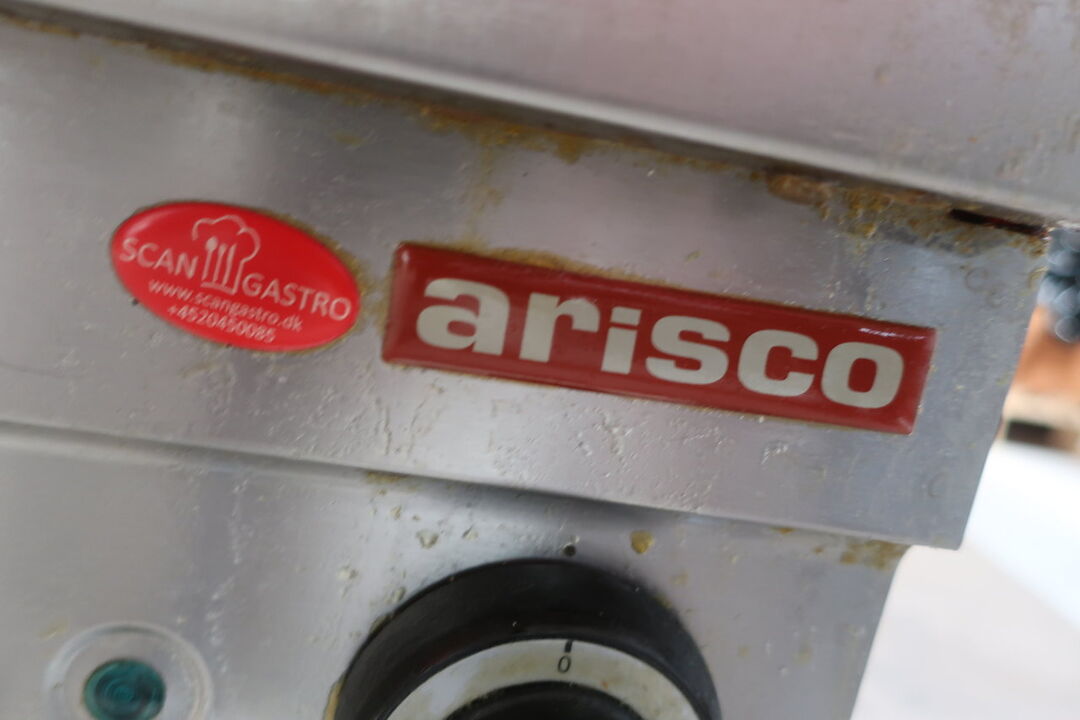 SCAN GASTRO
www.scangastro.dk
+4520450085
arisco
0